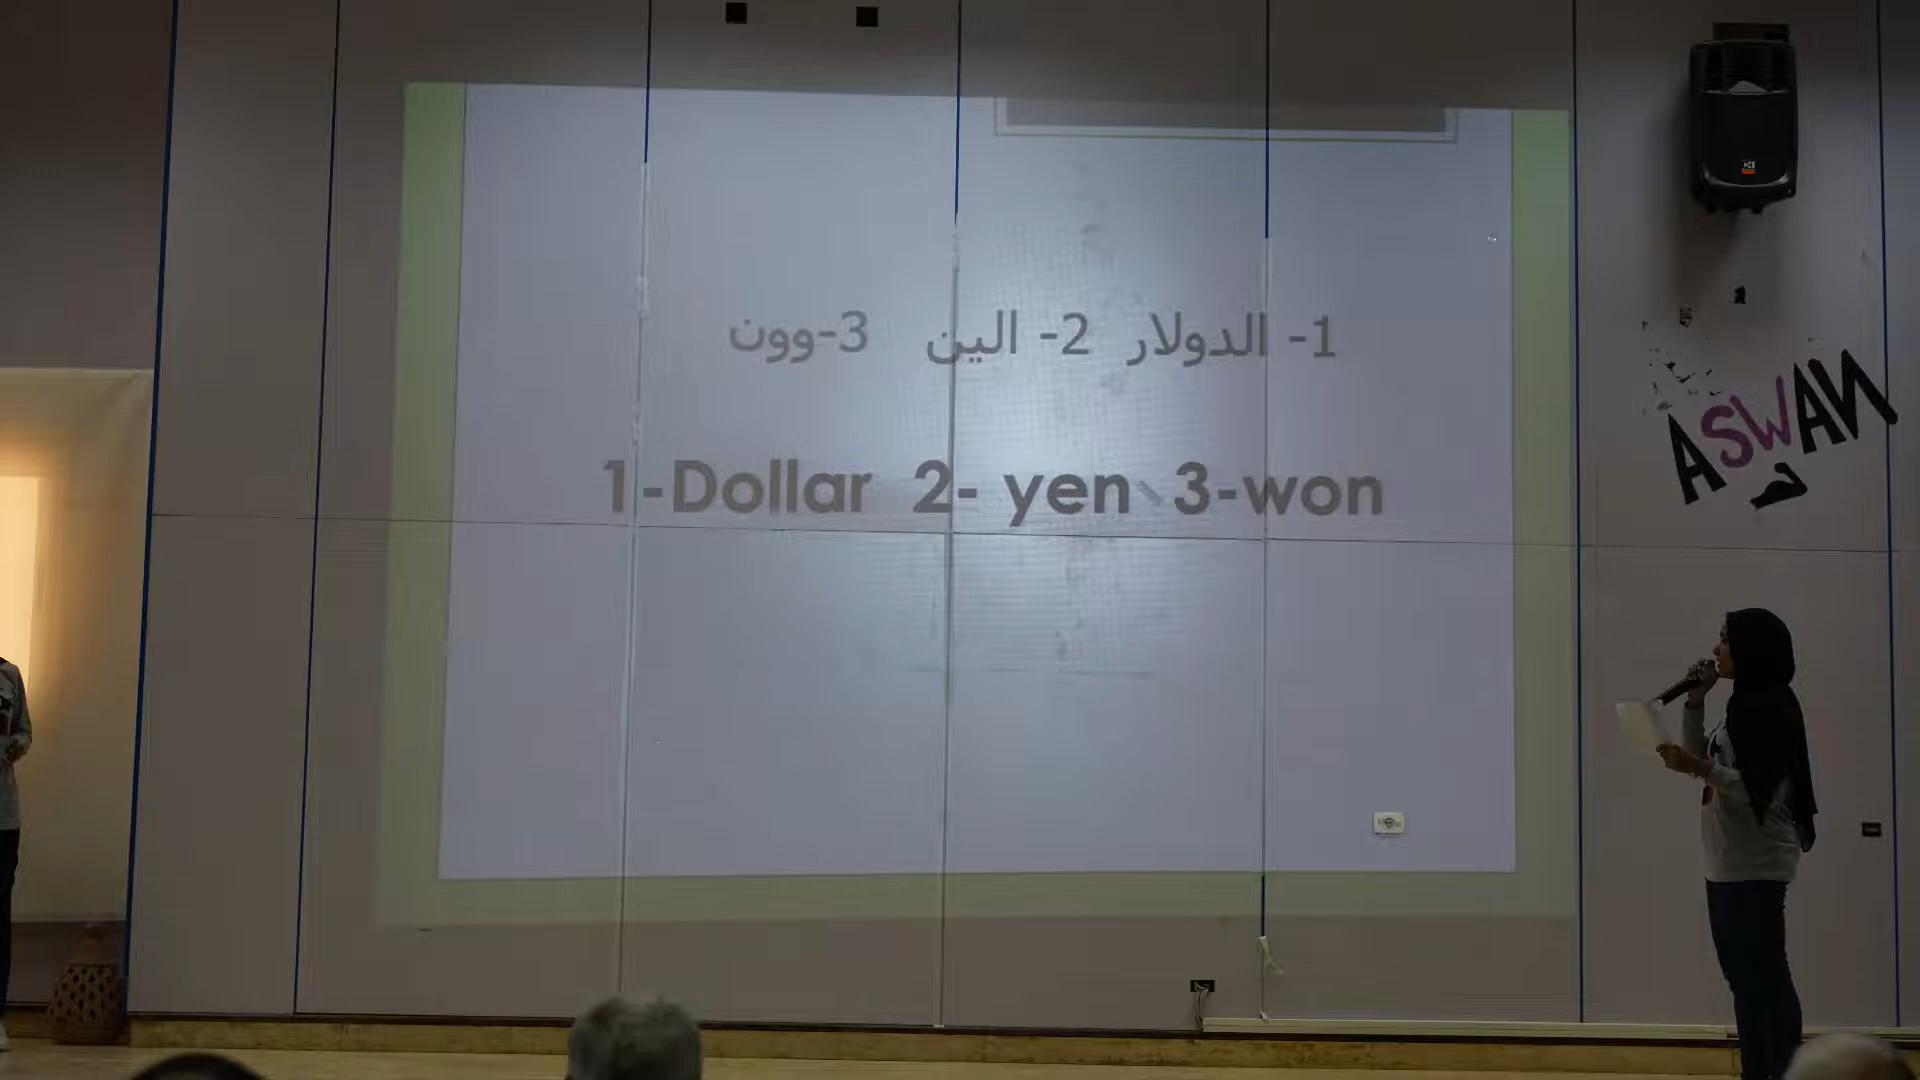 1- الدولار 2- الين 3-وون
1-Dollar 2- yen 3-won
ASWAN